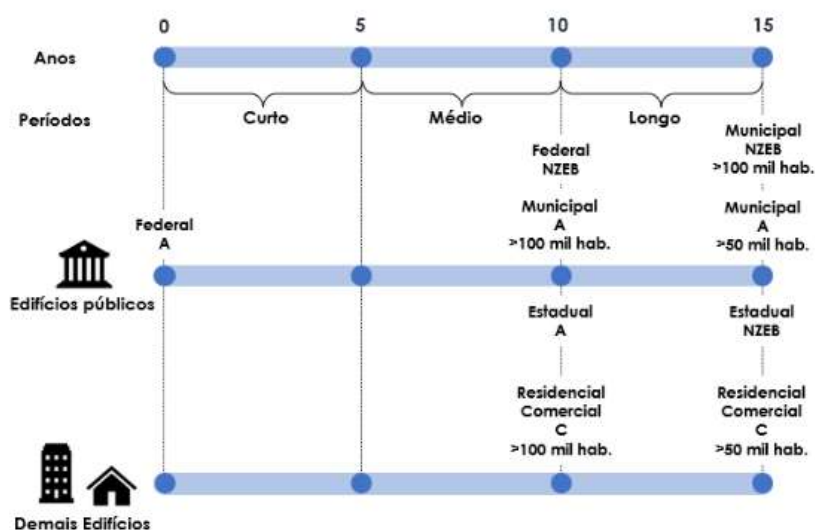 0 5 10 15
Anos
Períodos
Curto Médio Longo
Federal
NZEB
Municipal
NZEB
>100 mil hab.
Federal
A
Municipal
A
>100 mil hab.
Municipal
A
>50 mil hab.
Edifícios públicos
Estadual
A
Estadual
NZEB
Residencial
Comercial
C
>100 mil hab.
Residencial
Comercial
C
>50 mil hab.
Demais Edifícios